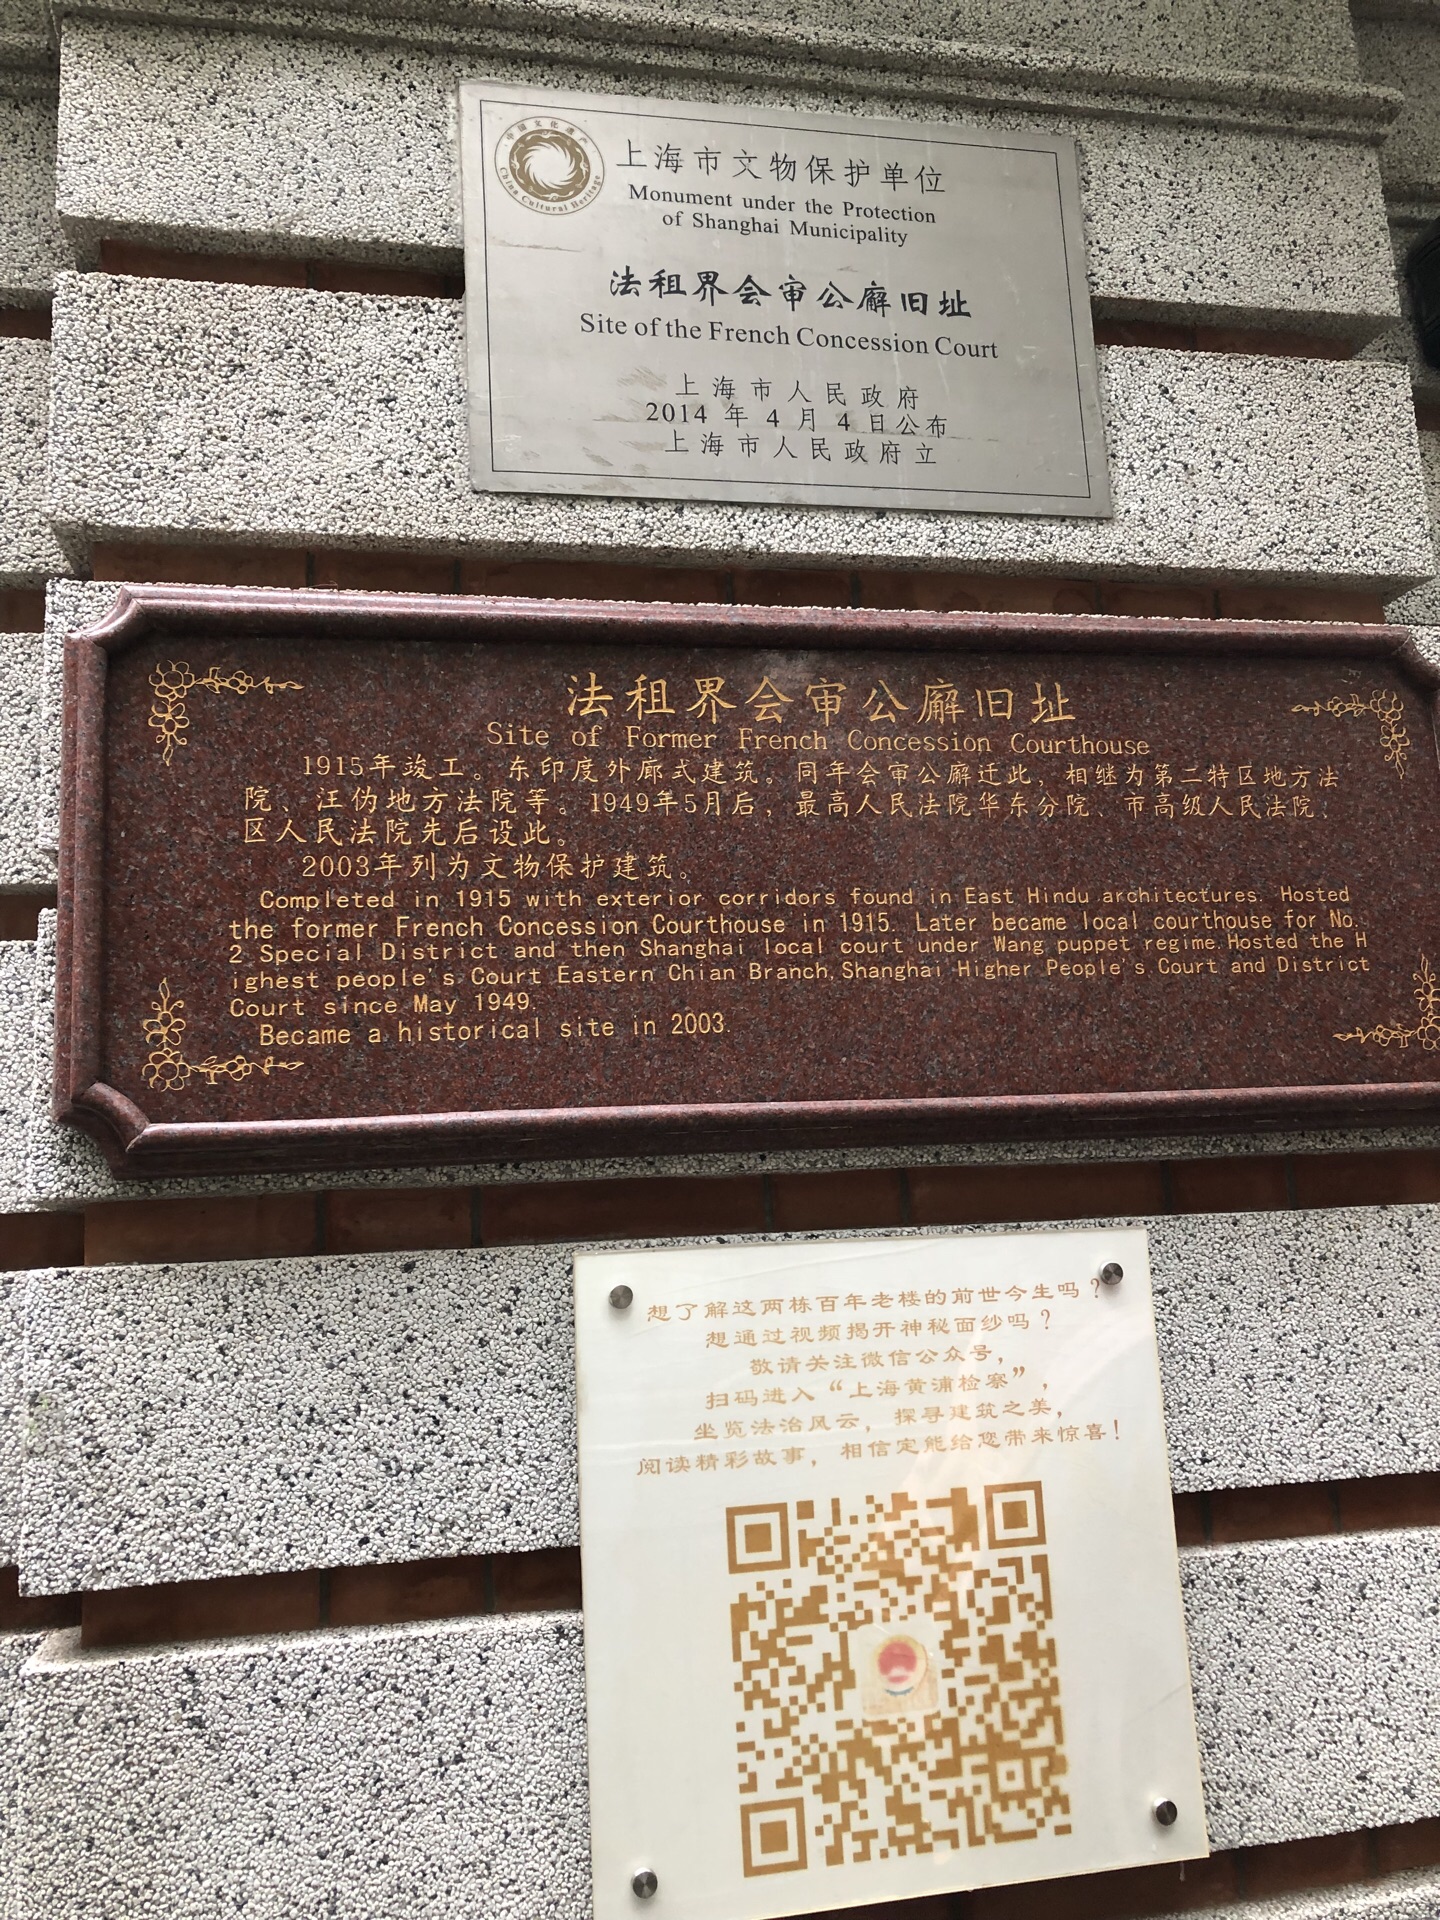 中国文化遗产
China Cultural Heritage
上海市文物保护单位
Monument under the Protection
of Shanghai Municipality
法租界会审公廨旧址
Site of the French Concession Court
上海市人民政府
2014 年 4 月 4 日公布
上海市人民政府立
法租界会审公廨旧址
Site of Former French Concession Courthouse
1915年竣工。东印度外廊式建筑。同年会审公廨迁此，相继为第二特区地方法
院、汪伪地方法院等。1949年5月后，最高人民法院华东分院、市高级人民法院、
区人民法院先后设此。
2003年列为文物保护建筑。
Completed in 1915 with exterior corridors found in East Hindu architectures. Hosted
the former French Concession Courthouse in 1915. Later became local courthouse for No.
2 Special District and then Shanghai local court under Wang puppet regime.Hosted the H
ighest people's Court Eastern Chian Branch,Shanghai Higher People's Court and District
Court since May 1949.
Became a historical site in 2003.
想了解这两栋百年老楼的前世今生吗？
想通过视频揭开神秘面纱吗？
敬请关注微信公众号，
扫码进入“上海黄浦检察”，
坐览法治风云，探寻建筑之美，
阅读精彩故事，相信定能给您带来惊喜！